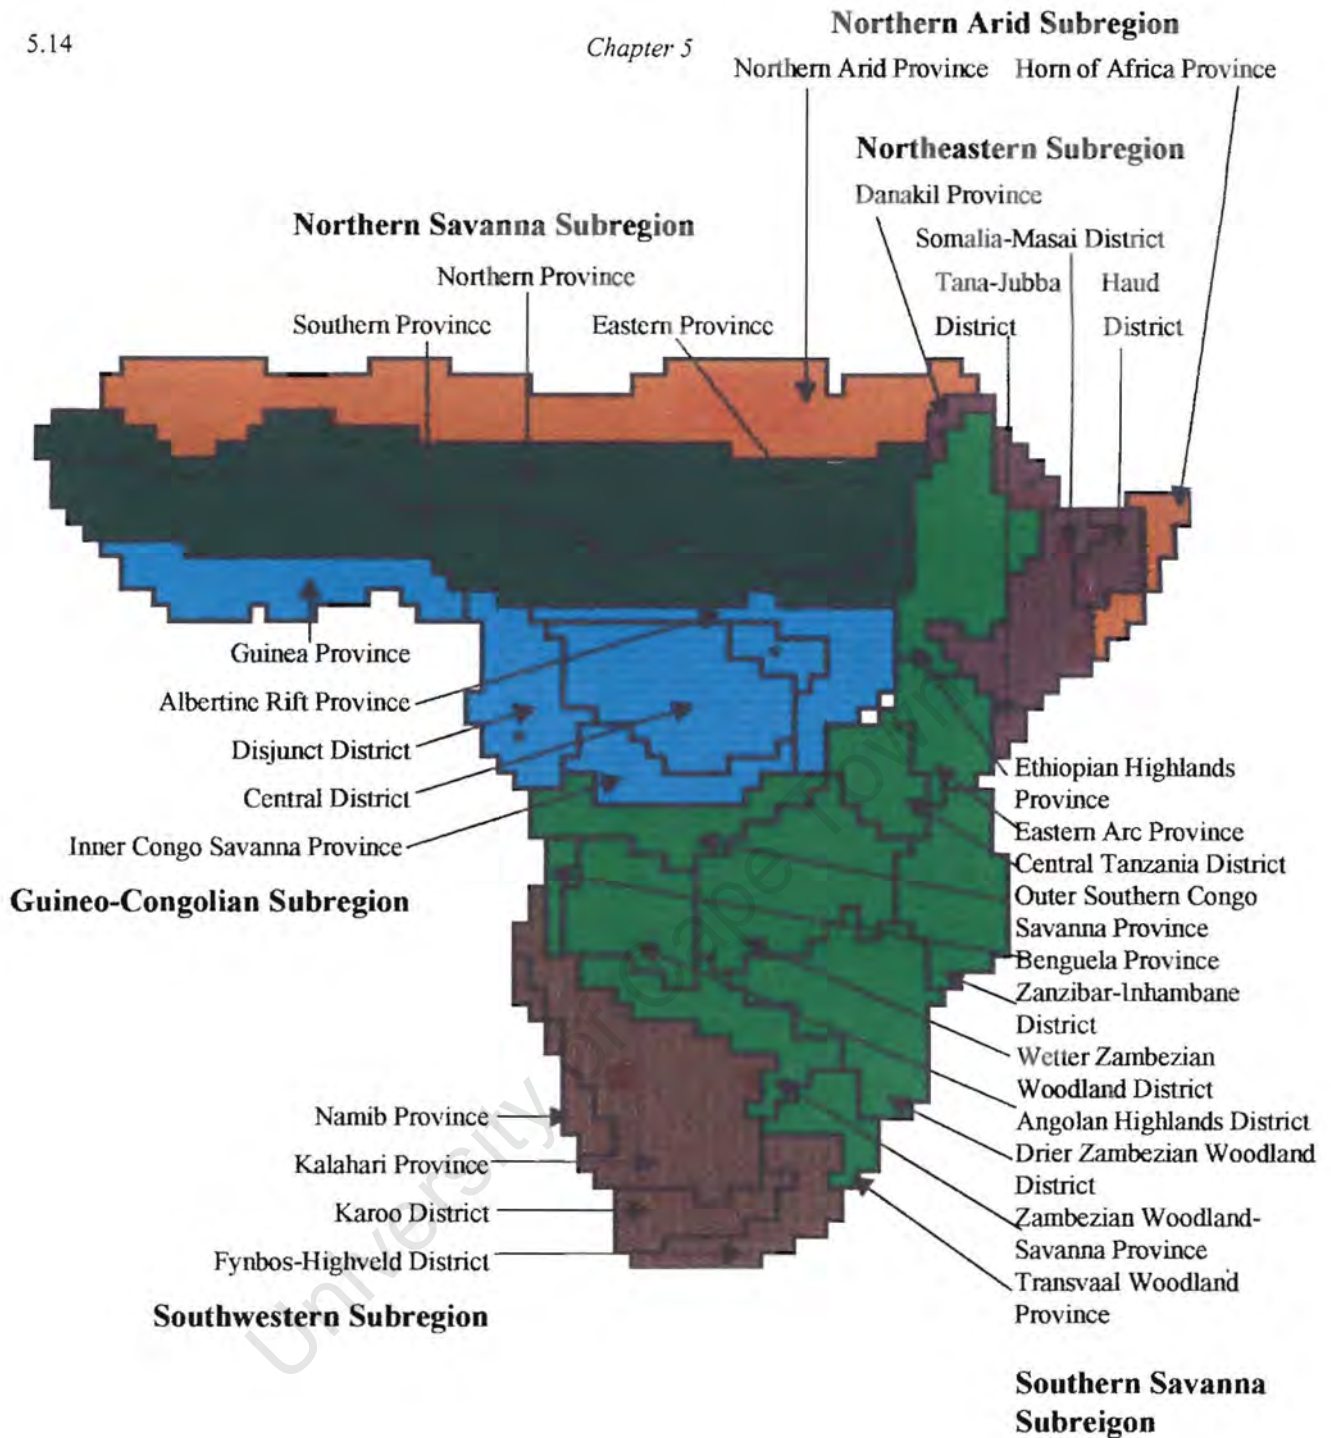 5.14
Chapter 5
Northern Arid Subregion
Northern Arid Province
Horn of Africa Province
Northeastern Subregion
Danakil Province
Somalia-Masai District
Tana-Jubba
District
Haud
District
Northern Savanna Subregion
Northern Province
Southern Province
Eastern Province
Guinea Province
Albertine Rift Province
Disjunct District
Central District
Inner Congo Savanna Province
Guineo-Congolian Subregion
Ethiopian Highlands
Province
Eastern Arc Province
Central Tanzania District
Outer Southern Congo
Savanna Province
Benguela Province
Zanzibar-Inhambane
District
Wetter Zambezian
Woodland District
Angolan Highlands District
Drier Zambezian Woodland
District
Zambezian Woodland-
Savanna Province
Transvaal Woodland
Province
Southern Savanna
Subreigon
Namib Province
Kalahari Province
Karoo District
Fynbos-Highveld District
Southwestern Subregion
University of Cape Town